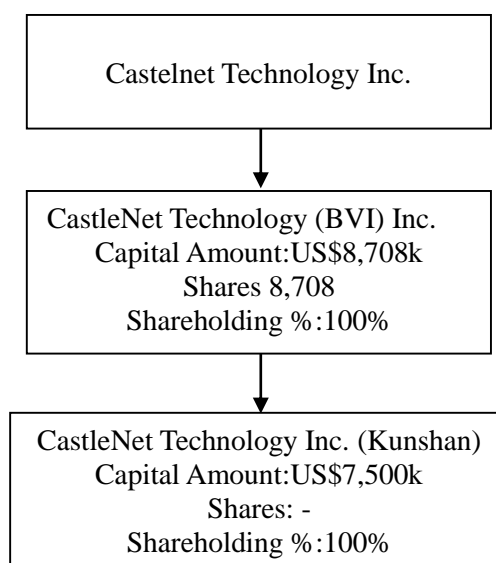 Castelnet Technology Inc.
CastleNet Technology (BVI) Inc.
Capital Amount:US$8,708k
Shares 8,708
Shareholding %:100%
CastleNet Technology Inc. (Kunshan)
Capital Amount:US$7,500k
Shares: -
Shareholding %:100%